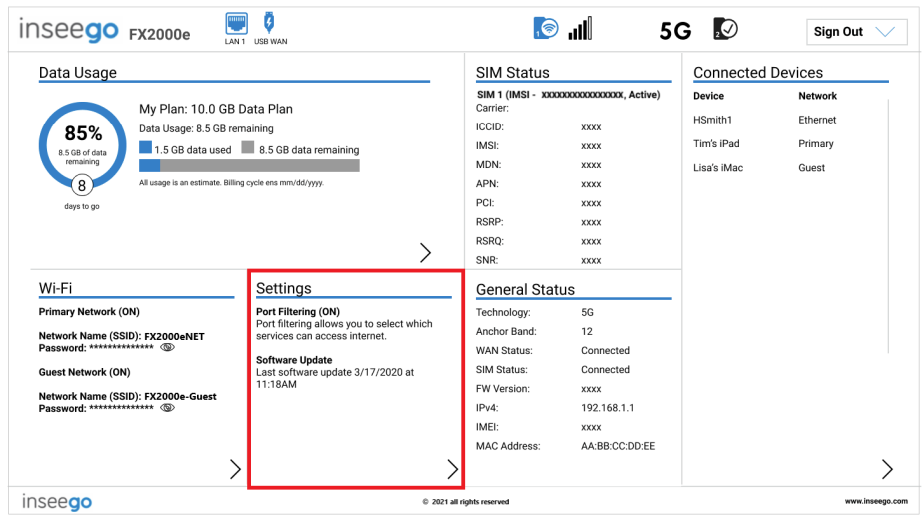 inseego FX2000e
LAN 1 USB WAN
1
5G
2
Sign Out
Data Usage
85%
8.5 GB of data
remaining
8
days to go
My Plan: 10.0 GB Data Plan
Data Usage: 8.5 GB remaining
1.5 GB data used 8.5 GB data remaining
All usage is an estimate. Billing cycle ens mm/dd/yyyy.
SIM Status
SIM 1 (IMSI - xxxxxxxxxxxxxxx, Active)
Carrier:
ICCID: xxxx
IMSI: xxxx
MDN: xxxx
APN: xxxx
PCI: xxxx
RSRP: xxxx
RSRQ: xxxx
SNR: xxxx
Connected Devices
Device Network
HSmith1 Ethernet
Tim's iPad Primary
Lisa's iMac Guest
Wi-Fi
Primary Network (ON)
Network Name (SSID): FX2000eNET
Password: **************
Guest Network (ON)
Network Name (SSID): FX2000e-Guest
Password: **************
Settings
Port Filtering (ON)
Port filtering allows you to select which
services can access internet.
Software Update
Last software update 3/17/2020 at
11:18AM
General Status
Technology: 5G
Anchor Band: 12
WAN Status: Connected
SIM Status: Connected
FW Version: xxxx
IPv4: 192.168.1.1
IMEI: xxxx
MAC Address: AA:BB:CC:DD:EE
inseego
© 2021 all rights reserved
www.inseego.com